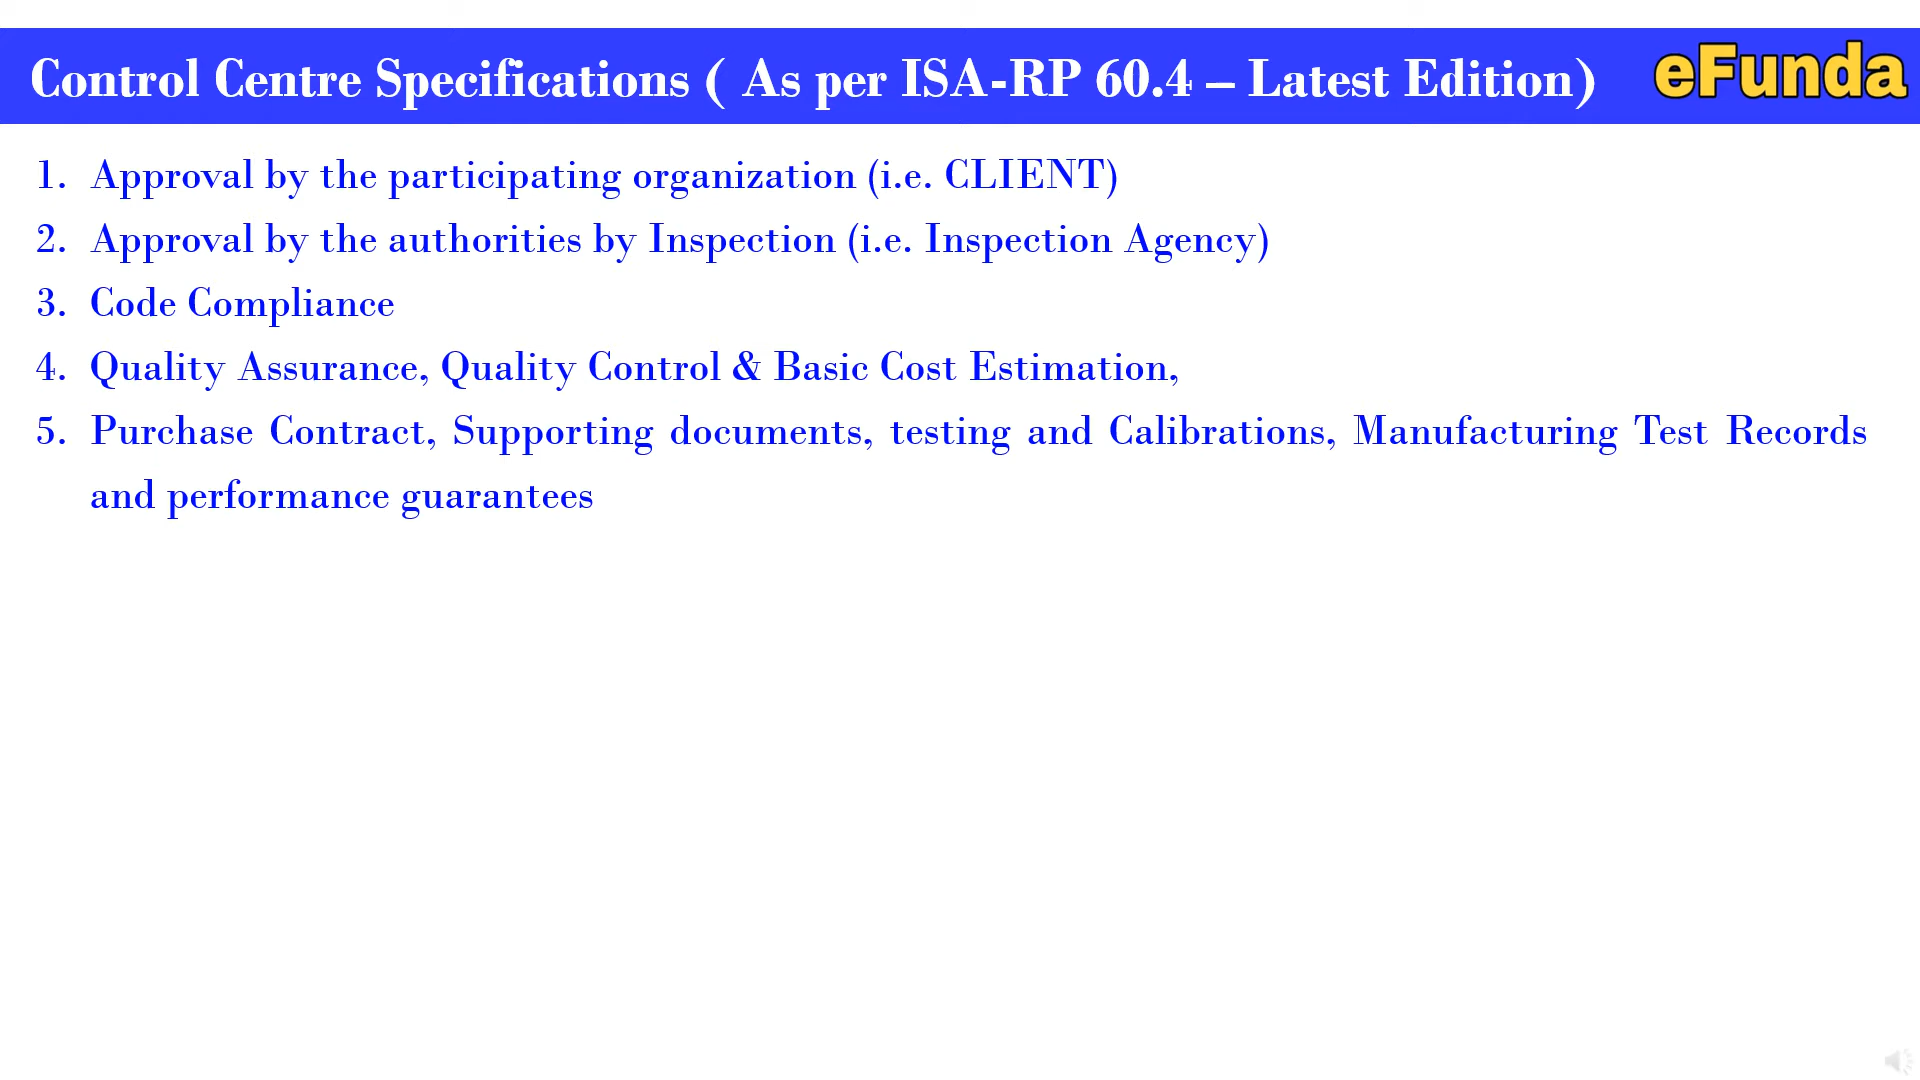 Control Centre Specifications ( As per ISA-RP 60.4 – Latest Edition)
eFunda
1. Approval by the participating organization (i.e. CLIENT)
2. Approval by the authorities by Inspection (i.e. Inspection Agency)
3. Code Compliance
4. Quality Assurance, Quality Control & Basic Cost Estimation,
5. Purchase Contract, Supporting documents, testing and Calibrations, Manufacturing Test Records
and performance guarantees